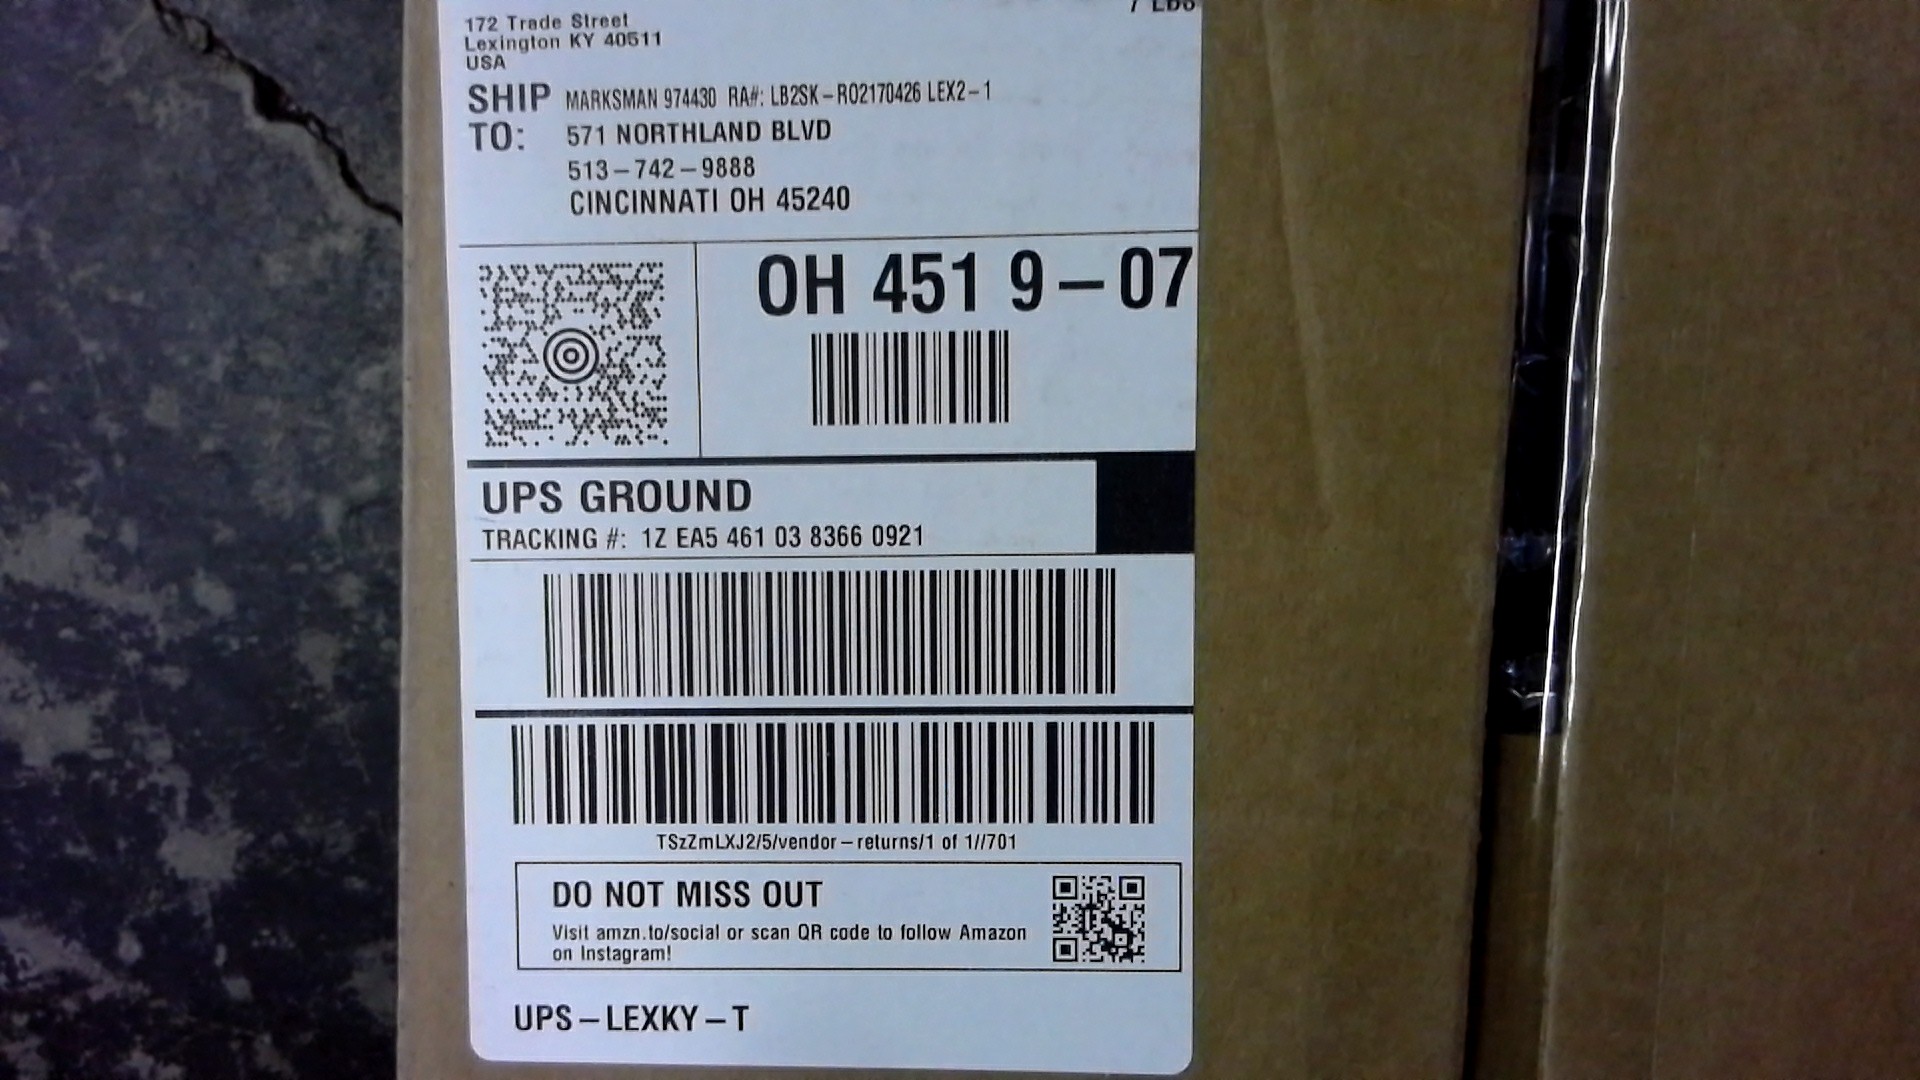 7 LBS
172 Trade Street
Lexington KY 40511
USA
SHIP TO:
MARKSMAN 974430 RA#: LB2SK-R02170426 LEX2-1
571 NORTHLAND BLVD
513-742-9888
CINCINNATI OH 45240
OH 451 9-07
UPS GROUND
TRACKING #: 1Z EA5 461 03 8366 0921
TSzZmLXJ2/5/vendor-returns/1 of 1//701
DO NOT MISS OUT
Visit amzn.to/social or scan QR code to follow Amazon
on Instagram!
UPS-LEXKY-T